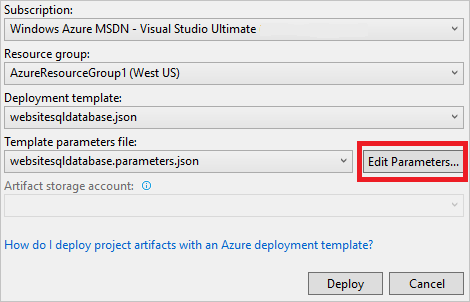 Subscription:
Windows Azure MSDN - Visual Studio Ultimate
Resource group:
AzureResourceGroup1 (West US)
Deployment template:
websitesqldatabase.json
Template parameters file:
websitesqldatabase.parameters.json
Edit Parameters...
Artifact storage account:
How do I deploy project artifacts with an Azure deployment template?
Deploy
Cancel